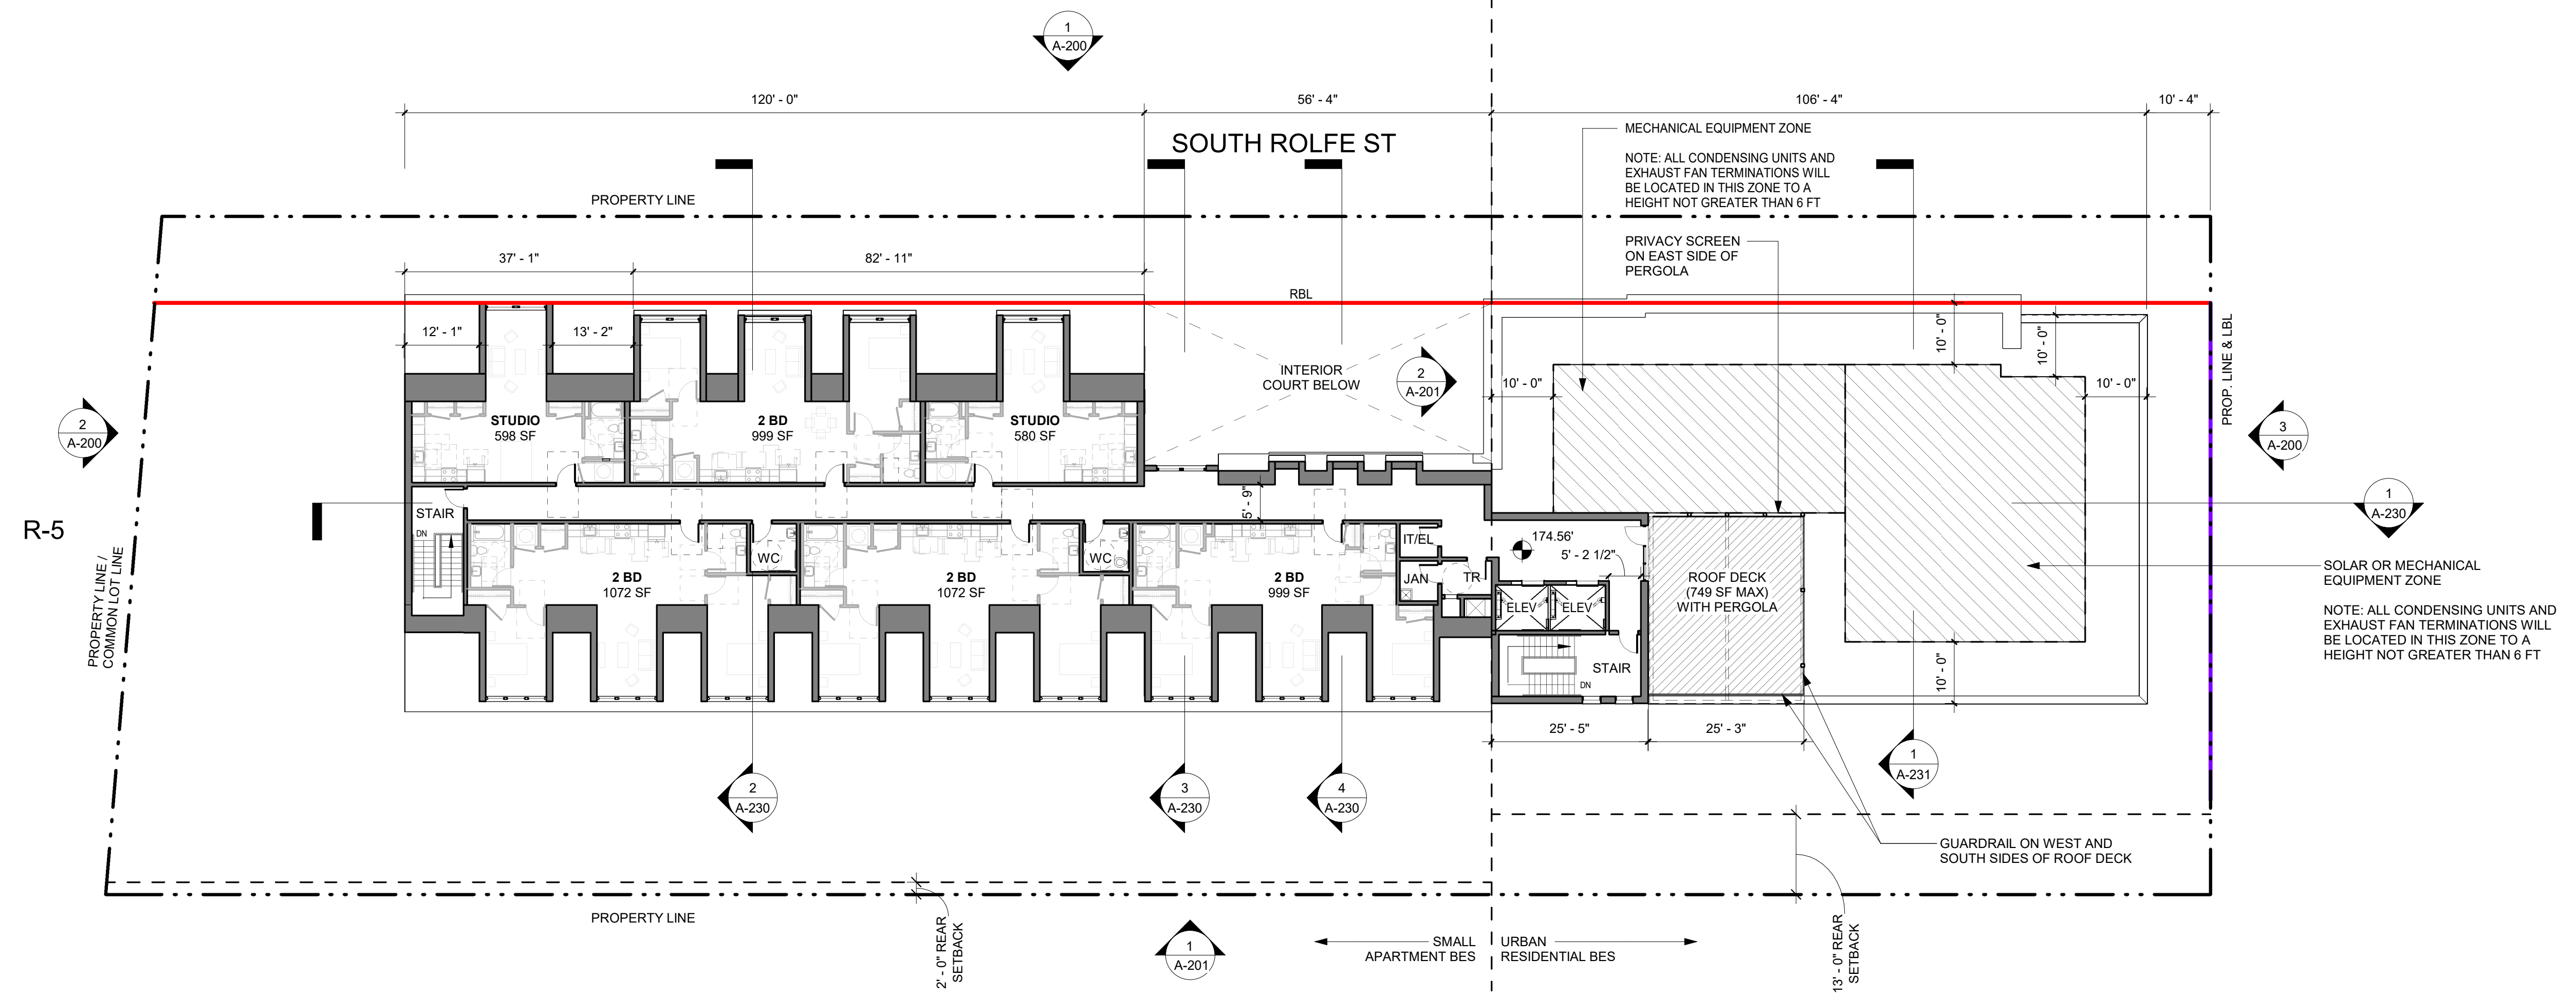 1
A-200
120' - 0"
56' - 4"
106' - 4"
10' - 4"
SOUTH ROLFE ST
MECHANICAL EQUIPMENT ZONE
NOTE: ALL CONDENSING UNITS AND
EXHAUST FAN TERMINATIONS WILL
BE LOCATED IN THIS ZONE TO A
HEIGHT NOT GREATER THAN 6 FT
PROPERTY LINE
PRIVACY SCREEN
ON EAST SIDE OF
PERGOLA
37' - 1"
82' - 11"
RBL
12' - 1"
13' - 2"
10' - 0"
10' - 0"
PROP. LINE & LBL
INTERIOR
COURT BELOW
2
A-201
10' - 0"
10' - 0"
2
A-200
STUDIO
598 SF
2 BD
999 SF
STUDIO
580 SF
3
A-200
5' - 9"
1
A-230
R-5
STAIR
DN
WC
WC
IT/EL
JAN
TR
174.56'
5' - 2 1/2"
ELEV
ELEV
2 BD
1072 SF
2 BD
1072 SF
2 BD
999 SF
ROOF DECK
(749 SF MAX)
WITH PERGOLA
SOLAR OR MECHANICAL
EQUIPMENT ZONE
NOTE: ALL CONDENSING UNITS AND
EXHAUST FAN TERMINATIONS WILL
BE LOCATED IN THIS ZONE TO A
HEIGHT NOT GREATER THAN 6 FT
PROPERTY LINE /
COMMON LOT LINE
STAIR
DN
10' - 0"
25' - 5"
25' - 3"
1
A-231
2
A-230
3
A-230
4
A-230
GUARDRAIL ON WEST AND
SOUTH SIDES OF ROOF DECK
PROPERTY LINE
2' - 0" REAR
SETBACK
1
A-201
SMALL
APARTMENT BES
URBAN
RESIDENTIAL BES
13' - 0" REAR
SETBACK